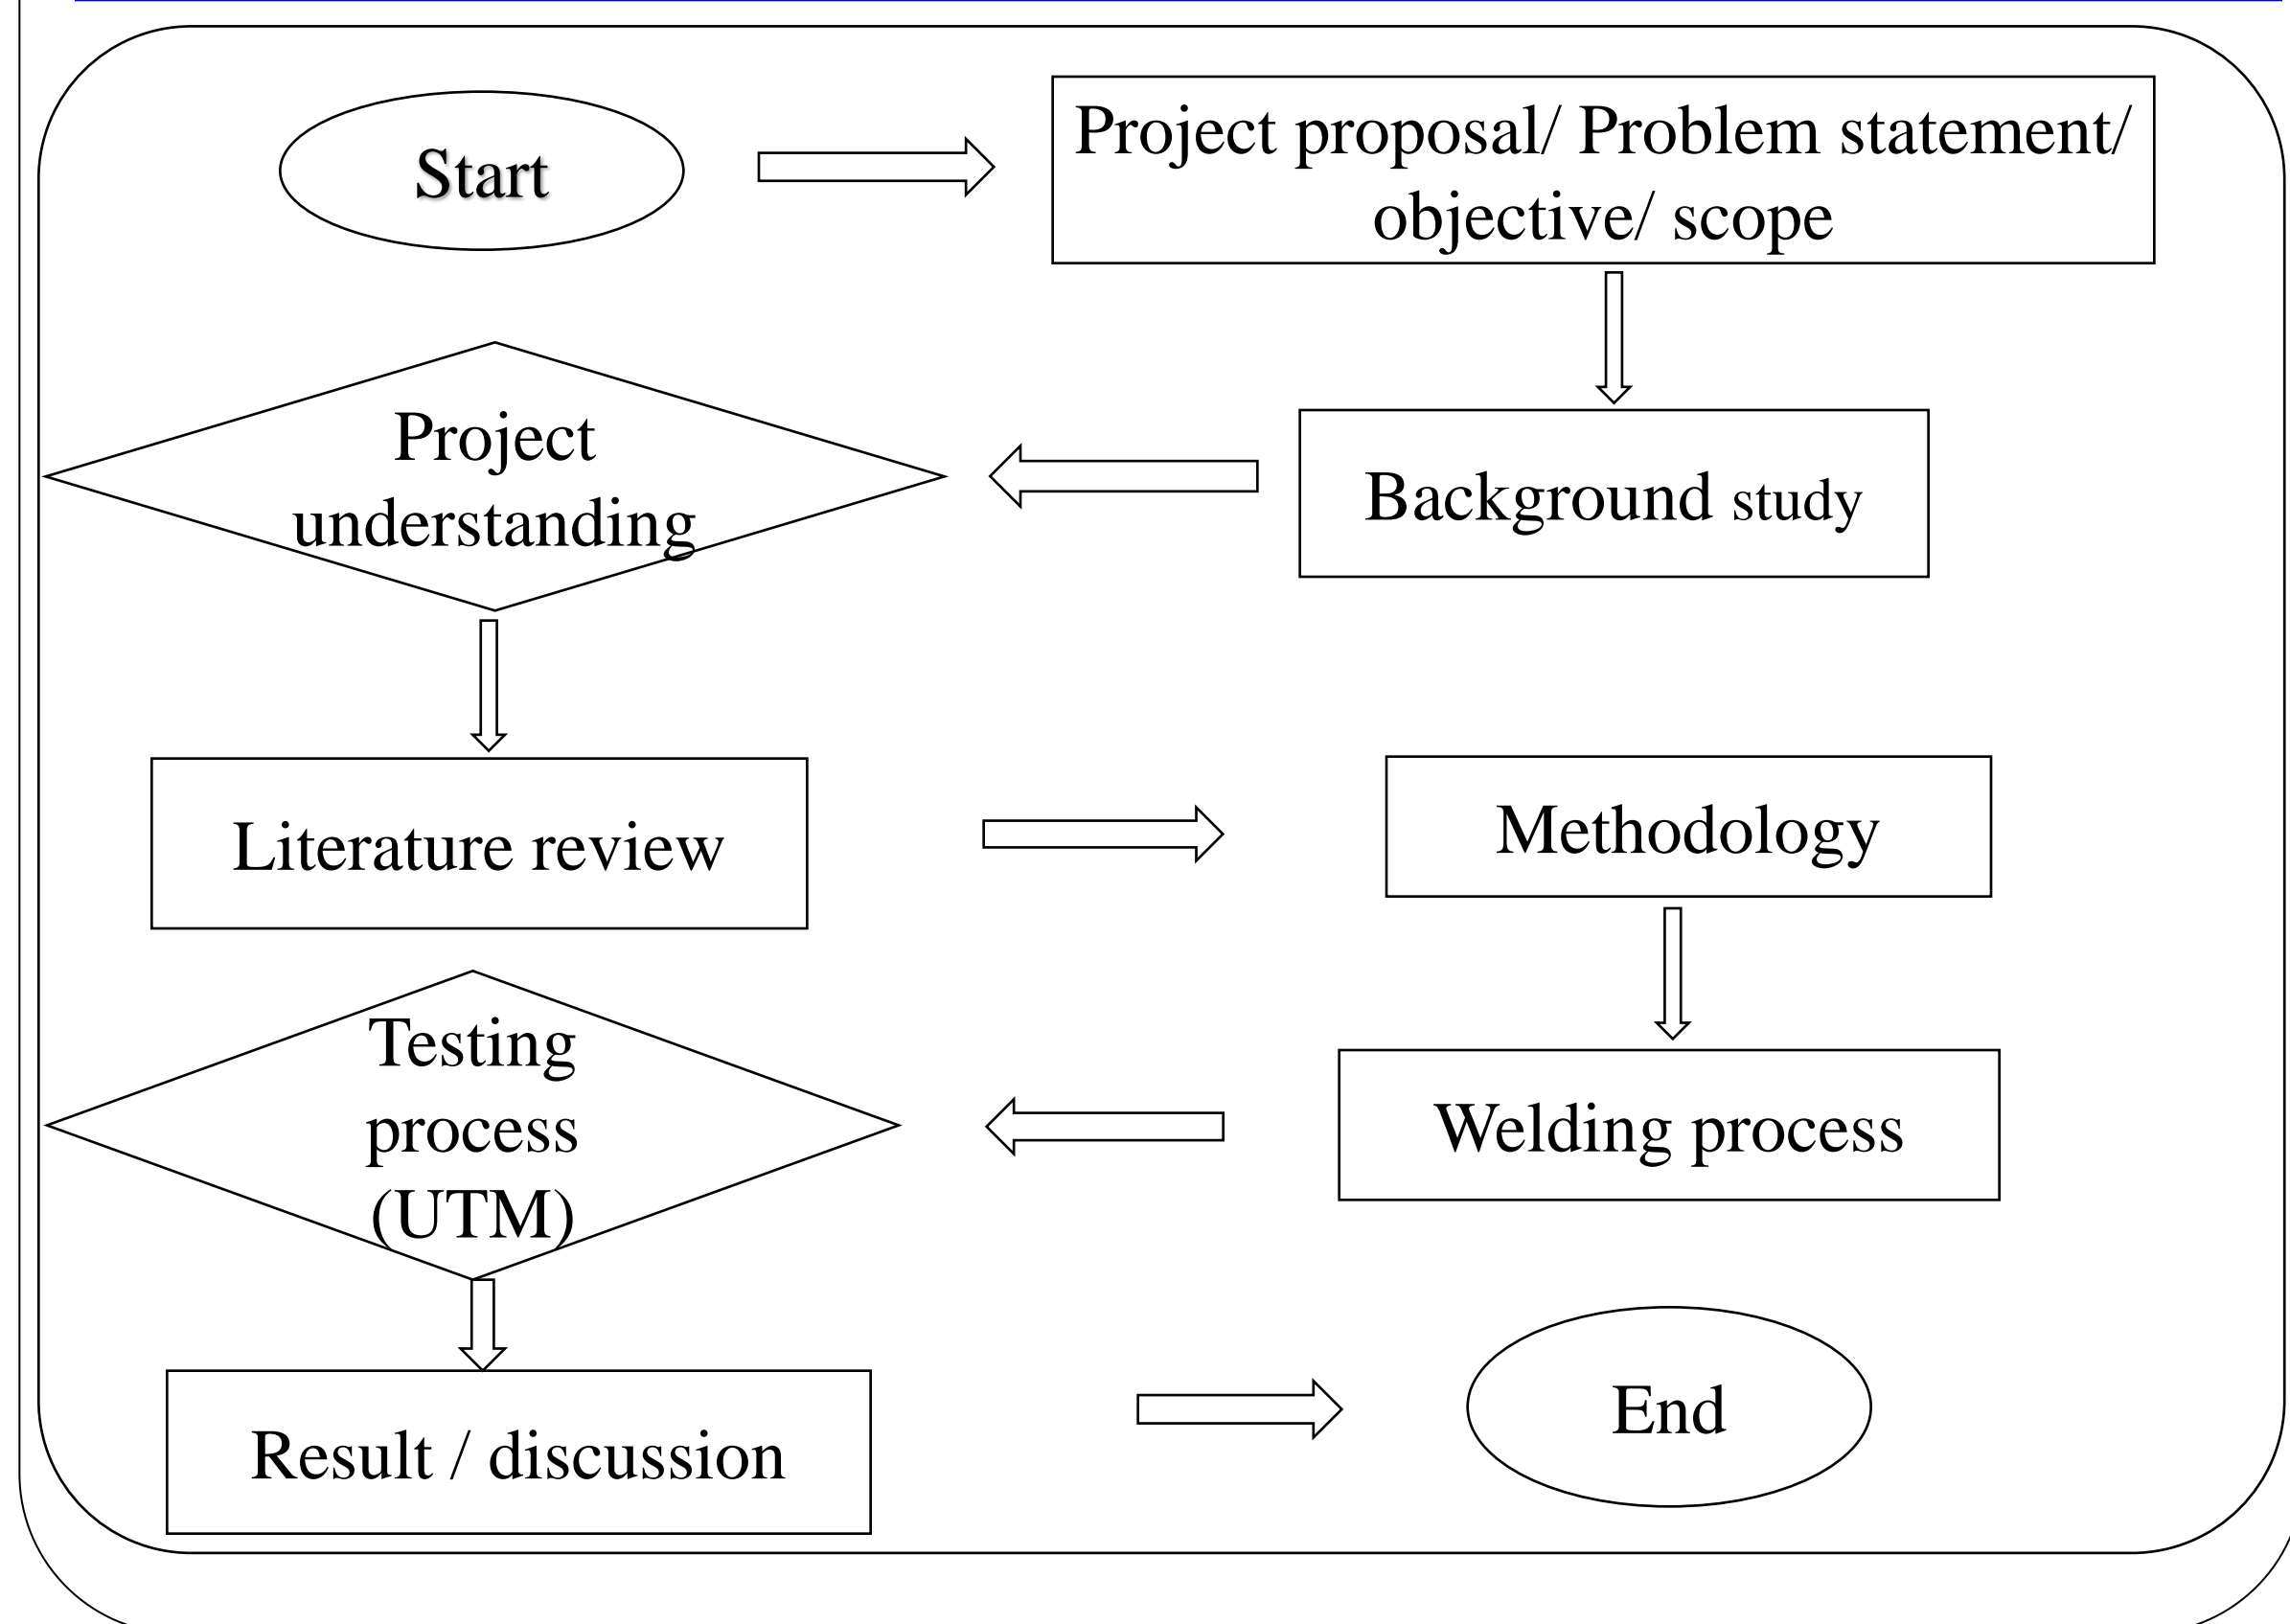 Start
Project proposal/ Problem statement/
objective/ scope
Project
understanding
Background study
Literature review
Methodology
Testing
process
(UTM)
Welding process
Result / discussion
End